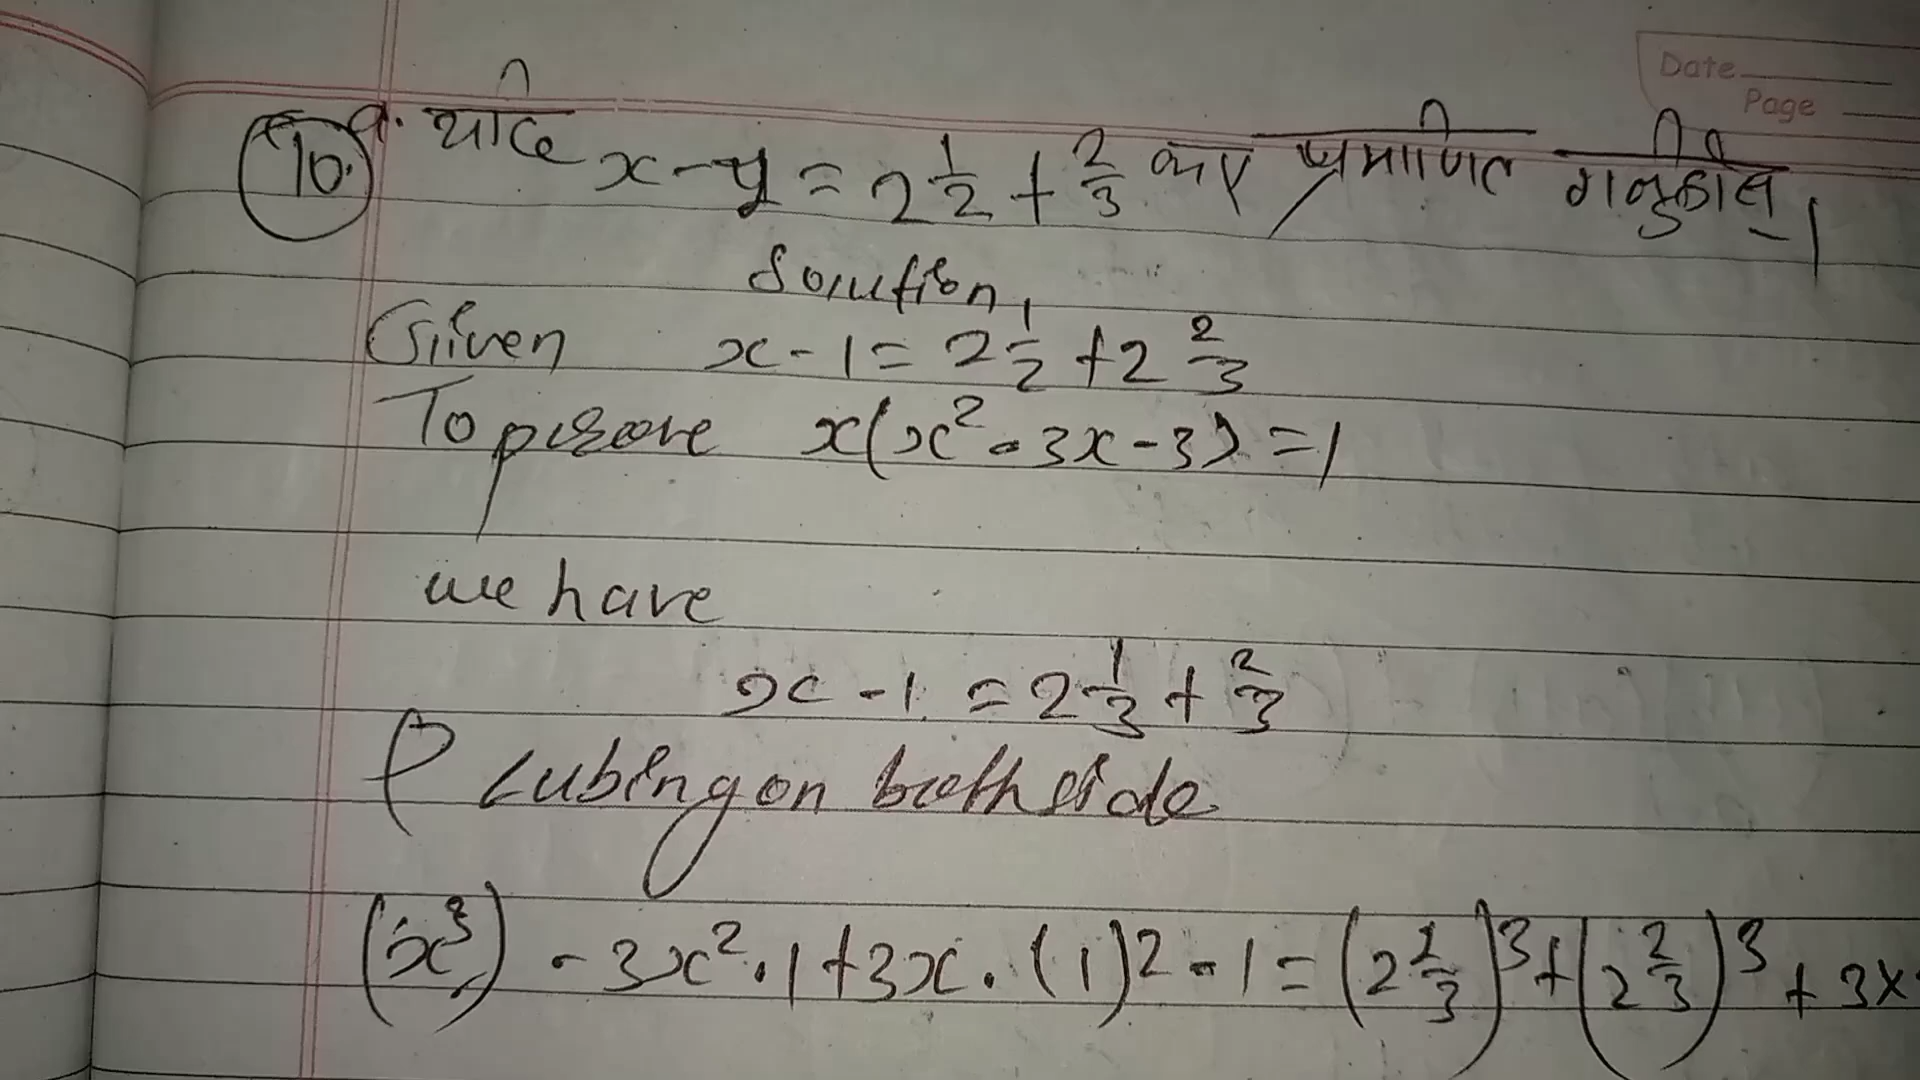 Date
Page
10. यदि x-y = 2 1/2 + 2/3 भए प्रमाणित गर्नुहोस् ।
Solution,
Given x - 1 = 2 1/2 + 2 2/3
To prove x(x² - 3x - 3) = 1
we have
x - 1 = 2 1/3 + 2/3
cubing on both side
(x³) - 3x² . 1 + 3x . (1)2 - 1 = (2 2/3)3 + (2 2/3)3 + 3x